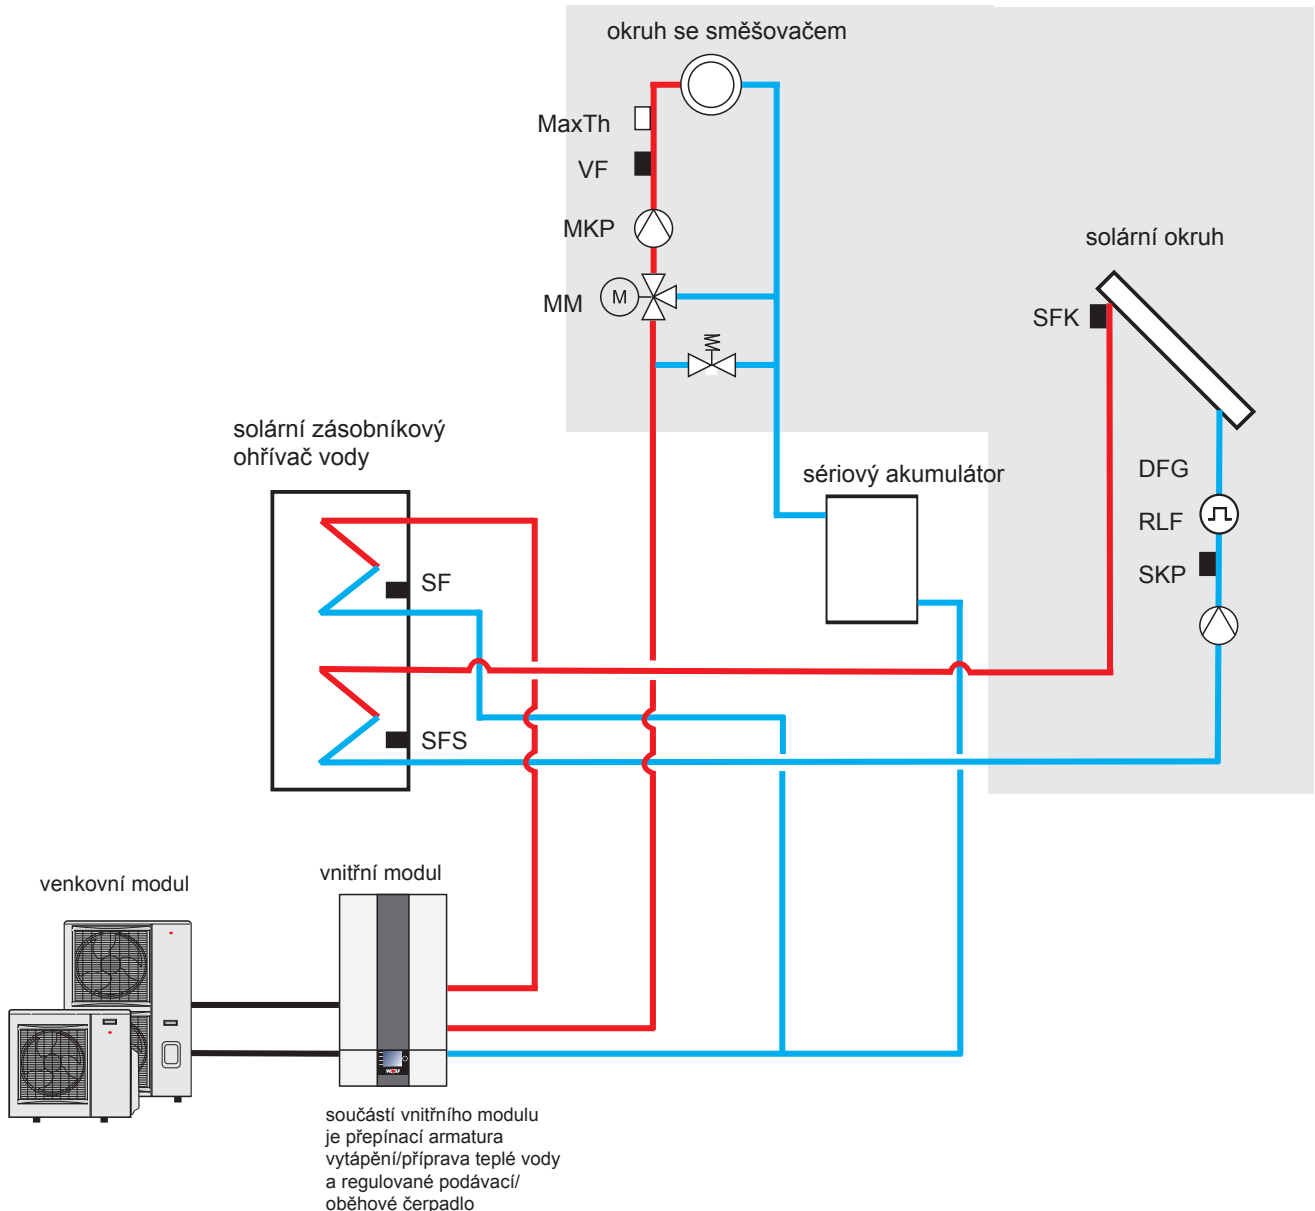 okruh se směšovačem
MaxTh
VF
MKP
MM
M
solární okruh
SFK
solární zásobníkový
ohřívač vody
sériový akumulátor
DFG
RLF
SKP
SF
SFS
venkovní modul
vnitřní modul
WOLF
součástí vnitřního modulu
je přepínací armatura
vytápění/příprava teplé vody
a regulované podávací/
oběhové čerpadlo